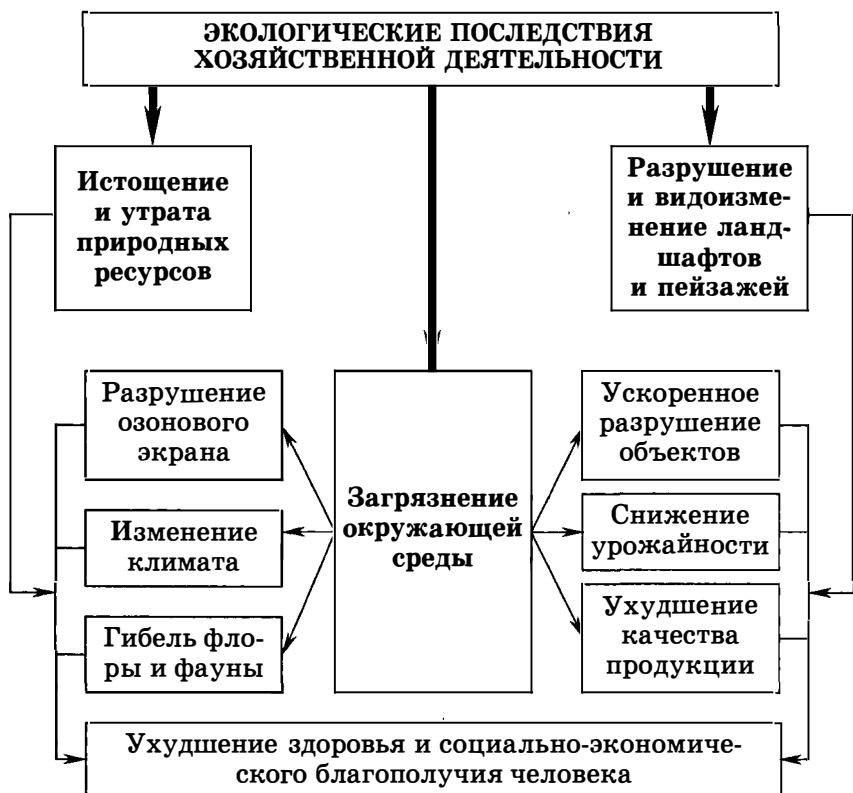 ЭКОЛОГИЧЕСКИЕ ПОСЛЕДСТВИЯ
ХОЗЯЙСТВЕННОЙ ДЕЯТЕЛЬНОСТИ
Истощение
и утрата
природных
ресурсов
Разрушение
и видоизме-
нение ланд-
шафтов
и пейзажей
Разрушение
озонового
экрана
Изменение
климата
Гибель фло-
ры и фауны
Загрязнение
окружающей
среды
Ускоренное
разрушение
объектов
Снижение
урожайности
Ухудшение
качества
продукции
Ухудшение здоровья и социально-экономиче-
ского благополучия человека